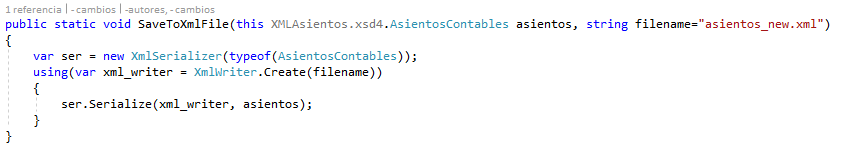 1 referencia | -cambios | -autores, -cambios
public static void SaveToXmlFile(this XMLAsientos.xsd4.AsientosContables asientos, string filename="asientos_new.xml")
{
    var ser = new XmlSerializer(typeof(AsientosContables));
    using(var xml_writer = XmlWriter.Create(filename))
    {
        ser.Serialize(xml_writer, asientos);
    }
}